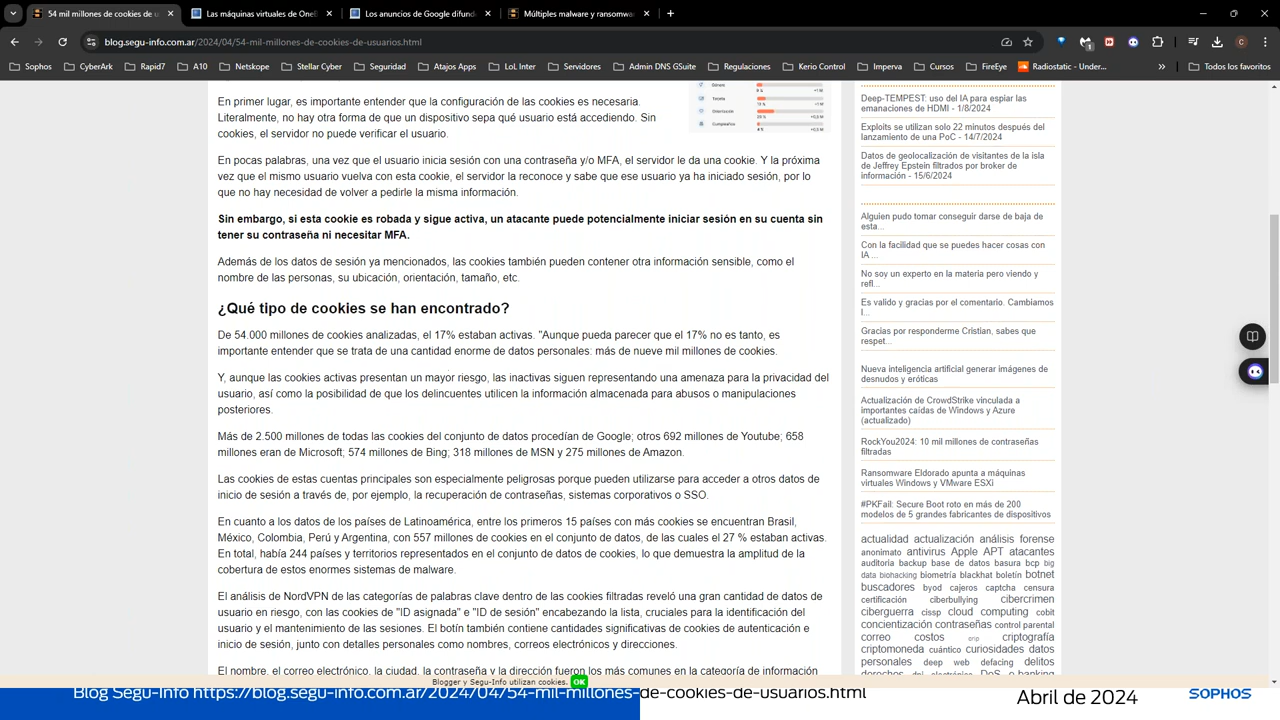 54 mil millones de cookies de u
Las máquinas virtuales de One
Los anuncios de Google difund
Múltiples malware y ransomwa
blog.segu-info.com.ar/2024/04/54-mil-millones-de-cookies-de-usuarios.html
Sophos
CyberArk
Rapid7
A10
Netskope
Stellar Cyber
Seguridad
Atajos Apps
LoL Inter
Servidores
Admin DNS GSuite
Regulaciones
Kerio Control
Imperva
Cursos
FireEye
Radiostatic - Under...
Todos los favoritos
En primer lugar, es importante entender que la configuración de las cookies es necesaria.
Literalmente, no hay otra forma de que un dispositivo sepa qué usuario está accediendo. Sin
cookies, el servidor no puede verificar el usuario.
En pocas palabras, una vez que el usuario inicia sesión con una contraseña y/o MFA, el servidor le da una cookie. Y la próxima
vez que el mismo usuario vuelva con esta cookie, el servidor la reconoce y sabe que ese usuario ya ha iniciado sesión, por lo
que no hay necesidad de volver a pedirle la misma información.
Sin embargo, si esta cookie es robada y sigue activa, un atacante puede potencialmente iniciar sesión en su cuenta sin
tener su contraseña ni necesitar MFA.
Además de los datos de sesión ya mencionados, las cookies también pueden contener otra información sensible, como el
nombre de las personas, su ubicación, orientación, tamaño, etc.
¿Qué tipo de cookies se han encontrado?
De 54.000 millones de cookies analizadas, el 17% estaban activas. "Aunque pueda parecer que el 17% no es tanto, es
importante entender que se trata de una cantidad enorme de datos personales: más de nueve mil millones de cookies.
Y, aunque las cookies activas presentan un mayor riesgo, las inactivas siguen representando una amenaza para la privacidad del
usuario, así como la posibilidad de que los delincuentes utilicen la información almacenada para abusos o manipulaciones
posteriores.
Más de 2.500 millones de todas las cookies del conjunto de datos procedían de Google; otros 692 millones de Youtube; 658
millones eran de Microsoft; 574 millones de Bing; 318 millones de MSN y 275 millones de Amazon.
Las cookies de estas cuentas principales son especialmente peligrosas porque pueden utilizarse para acceder a otros datos de
inicio de sesión a través de, por ejemplo, la recuperación de contraseñas, sistemas corporativos o SSO.
En cuanto a los datos de los países de Latinoamérica, entre los primeros 15 países con más cookies se encuentran Brasil,
México, Colombia, Perú y Argentina, con 557 millones de cookies en el conjunto de datos, de las cuales el 27 % estaban activas.
En total, había 244 países y territorios representados en el conjunto de datos de cookies, lo que demuestra la amplitud de la
cobertura de estos enormes sistemas de malware.
El análisis de NordVPN de las categorías de palabras clave dentro de las cookies filtradas reveló una gran cantidad de datos de
usuario en riesgo, con las cookies de "ID asignada" e "ID de sesión" encabezando la lista, cruciales para la identificación del
usuario y el mantenimiento de las sesiones. El botín también contiene cantidades significativas de cookies de autenticación e
inicio de sesión, junto con detalles personales como nombres, correos electrónicos y direcciones.
El nombre, el correo electrónico, la ciudad, la contraseña y la dirección fueron los más comunes en la categoría de información
Deep-TEMPEST: uso del IA para espiar las
emanaciones de HDMI - 1/8/2024
Exploits se utilizan solo 22 minutos después del
lanzamiento de una PoC - 14/7/2024
Datos de geolocalización de visitantes de la isla
de Jeffrey Epstein filtrados por broker de
información - 15/6/2024
Alguien pudo tomar conseguir darse de baja de
esta...
Con la facilidad que se puedes hacer cosas con
IA ...
No soy un experto en la materia pero viendo y
refl...
Es valido y gracias por el comentario. Cambiamos
l...
Gracias por responderme Cristian, sabes que
respet...
Nueva inteligencia artificial generar imágenes de
desnudos y eróticas
Actualización de CrowdStrike vinculada a
importantes caídas de Windows y Azure
(actualizado)
RockYou2024: 10 mil millones de contraseñas
filtradas
Ransomware Eldorado apunta a máquinas
virtuales Windows y VMware ESXi
#PKFail: Secure Boot roto en más de 200
modelos de 5 grandes fabricantes de dispositivos
actualidad actualización análisis forense
anonimato antivirus Apple APT atacantes
auditoría backup base de datos basura bcp big
data biohacking biometría blackhat boletín botnet
buscadores byod cajeros captcha censura
certificación ciberbullying cibercrimen
ciberguerra cissp cloud computing cobit
concientización contraseñas control parental
correo costos erp criptografía
criptomoneda cuántico curiosidades datos
personales deep web defacing delitos
Blogger y Segu-Info utilizan cookies. OK
Blog Segu-Info https://blog.segu-info.com.ar/2024/04/54-mil-millones-de-cookies-de-usuarios.html
Abril de 2024
SOPHOS